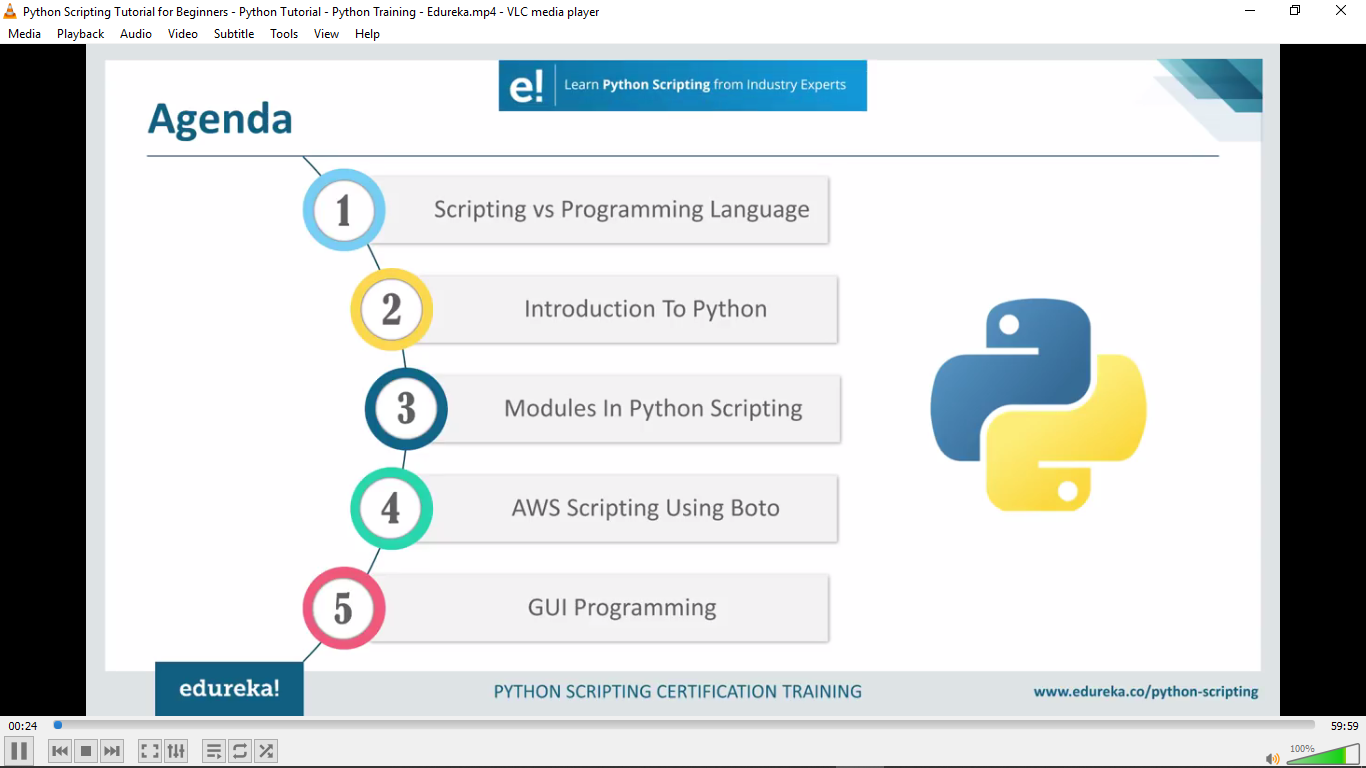 Python Scripting Tutorial for Beginners - Python Tutorial - Python Training - Edureka.mp4 - VLC media player
Media Playback Audio Video Subtitle Tools View Help
e! Learn Python Scripting from Industry Experts
Agenda
1 Scripting vs Programming Language
2 Introduction To Python
3 Modules In Python Scripting
4 AWS Scripting Using Boto
5 GUI Programming
edureka! PYTHON SCRIPTING CERTIFICATION TRAINING www.edureka.co/python-scripting
00:24 59:59
100%